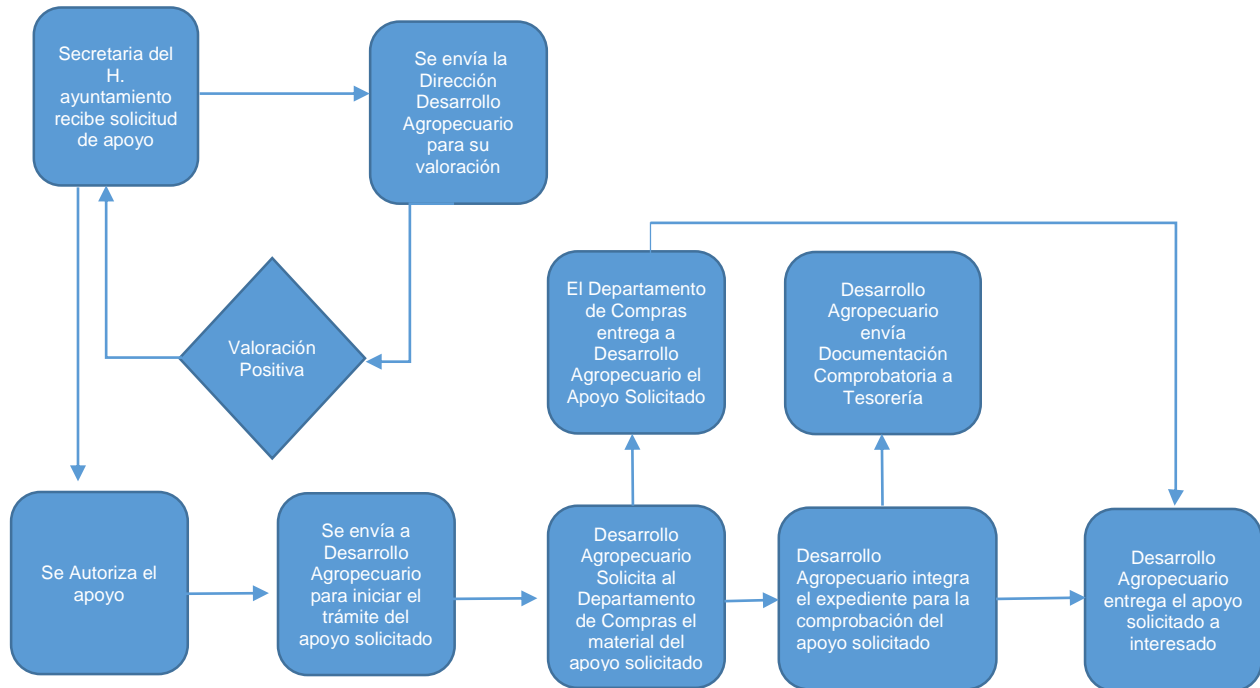 Secretaria del
H.
ayuntamiento
recibe solicitud
de apoyo
Se envía la
Dirección
Desarrollo
Agropecuario
para su
valoración
Valoración
Positiva
El Departamento
de Compras
entrega a
Desarrollo
Agropecuario el
Apoyo Solicitado
Desarrollo
Agropecuario
envía
Documentación
Comprobatoria a
Tesorería
Se Autoriza el
apoyo
Se envía a
Desarrollo
Agropecuario
para iniciar el
trámite del
apoyo solicitado
Desarrollo
Agropecuario
Solicita al
Departamento
de Compras el
material del
apoyo solicitado
Desarrollo
Agropecuario integra
el expediente para la
comprobación del
apoyo solicitado
Desarrollo
Agropecuario
entrega el apoyo
solicitado a
interesado